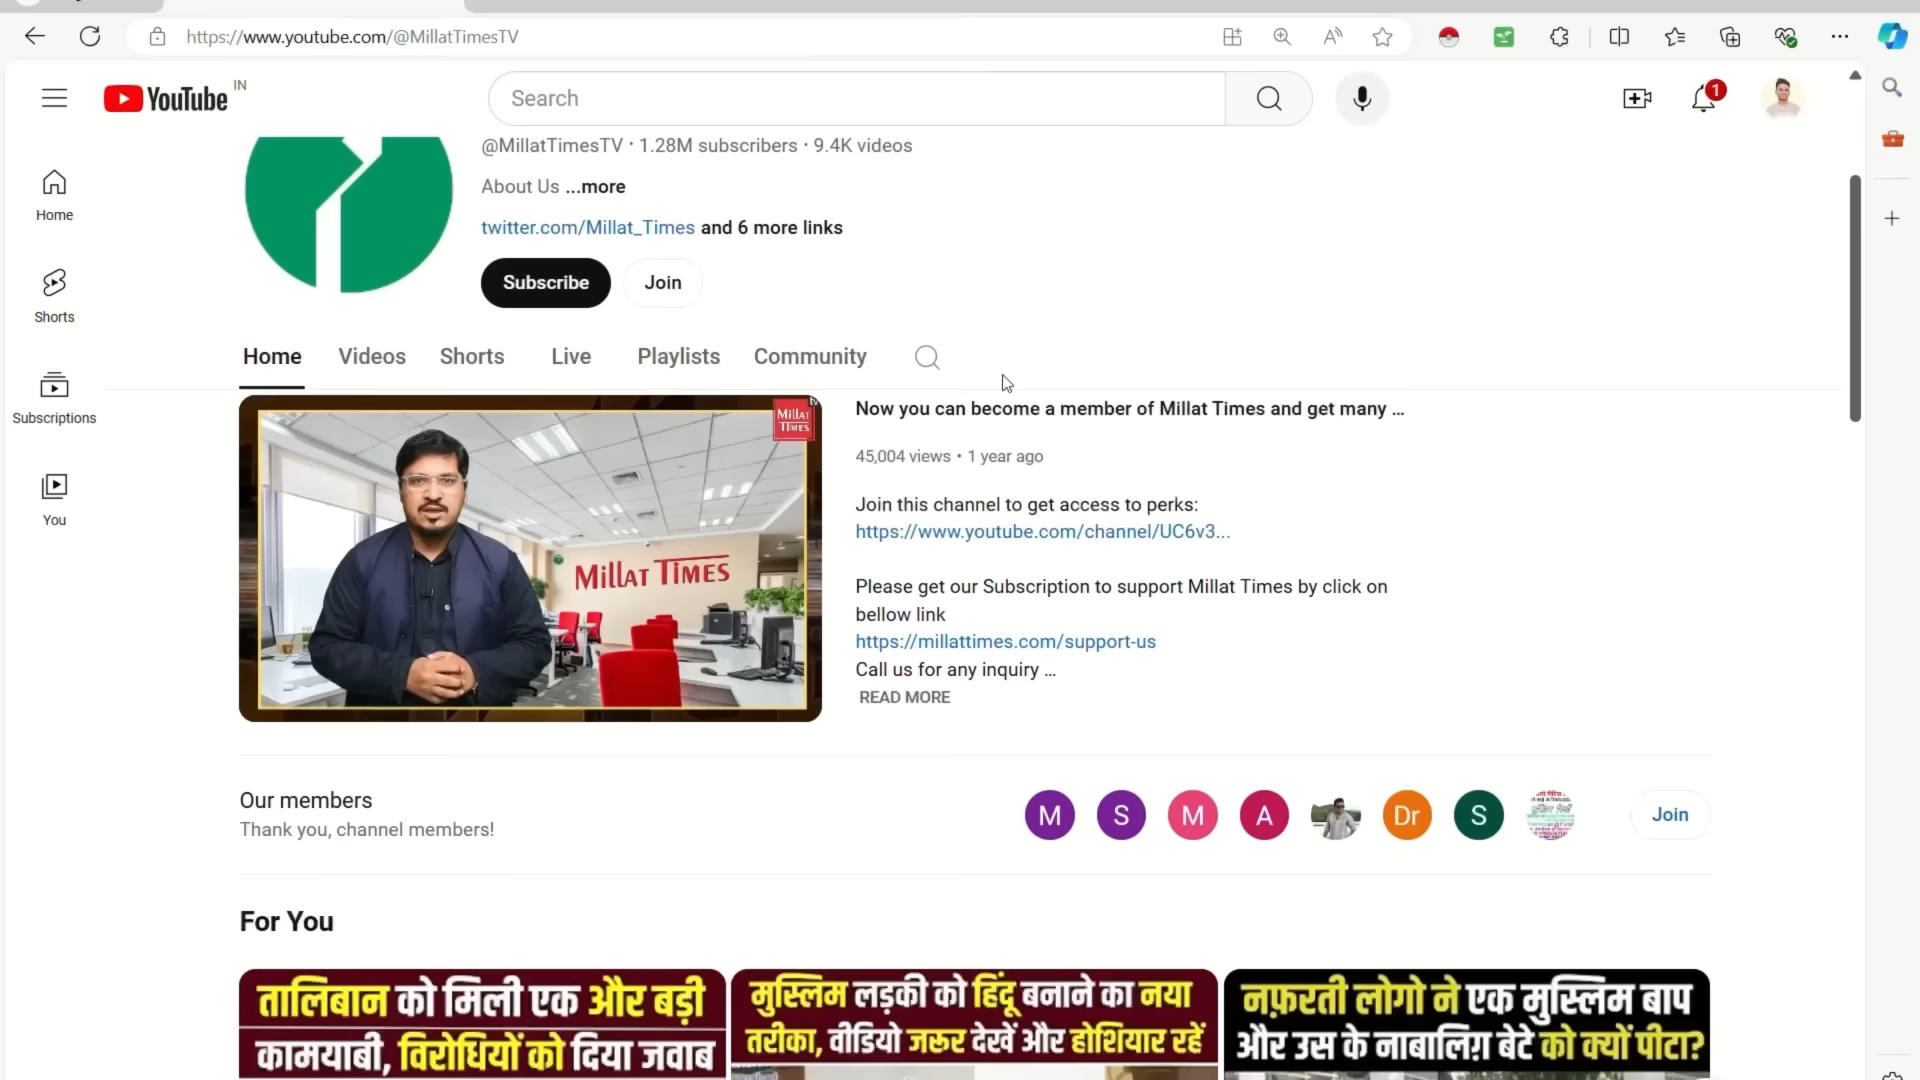 https://www.youtube.com/@MillatTimesTV
YouTube IN
Search
1
@MillatTimesTV • 1.28M subscribers • 9.4K videos
About Us ...more
twitter.com/Millat_Times and 6 more links
Subscribe
Join
Home
Shorts
Subscriptions
You
Home
Videos
Shorts
Live
Playlists
Community
MILLAT TIMES
tv
MILLAT TIMES
Now you can become a member of Millat Times and get many ...
45,004 views • 1 year ago
Join this channel to get access to perks:
https://www.youtube.com/channel/UC6v3...
Please get our Subscription to support Millat Times by click on
bellow link
https://millattimes.com/support-us
Call us for any inquiry ...
READ MORE
Our members
Thank you, channel members!
M
S
M
A
Dr
S
Join
For You
तालिबान को मिली एक और बड़ी
कामयाबी, विरोधियों को दिया जवाब
मुस्लिम लड़की को हिंदू बनाने का नया
तरीका, वीडियो जरूर देखें और होशियार रहें
नफ़रती लोगो ने एक मुस्लिम बाप
और उस के नाबालिग़ बेटे को क्यों पीटा?